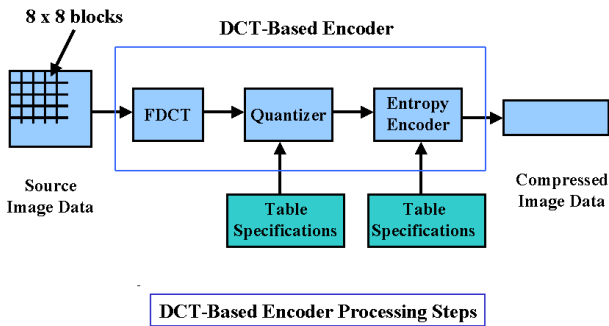 8 x 8 blocks
DCT-Based Encoder
FDCT
Quantizer
Entropy
Encoder
Source
Image Data
Table
Specifications
Table
Specifications
Compressed
Image Data
DCT-Based Encoder Processing Steps